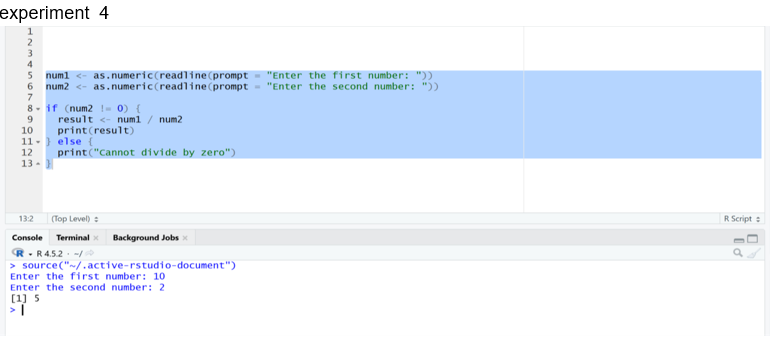 experiment 4
1
2
3
4
5 num1 <- as.numeric(readline(prompt = "Enter the first number: "))
6 num2 <- as.numeric(readline(prompt = "Enter the second number: "))
7
8 if (num2 != 0) {
9 result <- num1 / num2
10 print(result)
11 } else {
12 print("Cannot divide by zero")
13 }
13:2 (Top Level) R Script
Console Terminal Background Jobs
R R 4.5.2 · ~/
> source("~/.active-rstudio-document")
Enter the first number: 10
Enter the second number: 2
[1] 5
>